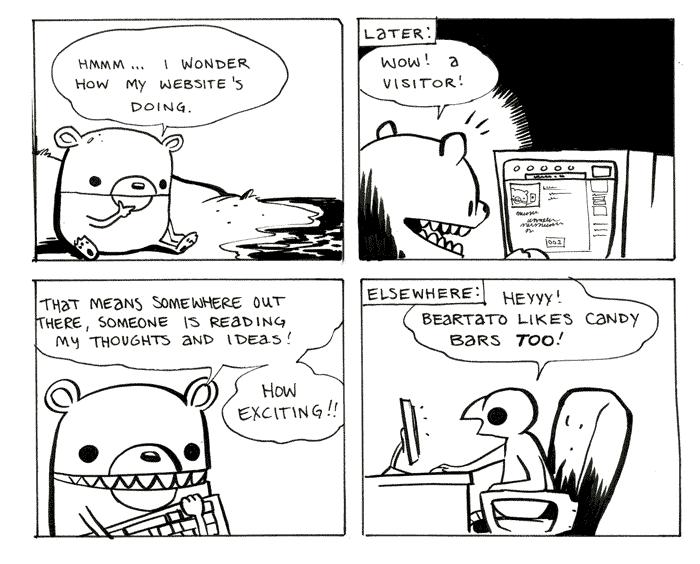 HMMM... I WONDER
HOW MY WEBSITE'S
DOING.
LATER:
WOW! A
VISITOR!
002
THAT MEANS SOMEWHERE OUT
THERE, SOMEONE IS READING
MY THOUGHTS AND IDEAS!
HOW
EXCITING!!
ELSEWHERE:
HEYYY!
BEARTATO LIKES CANDY
BARS TOO!